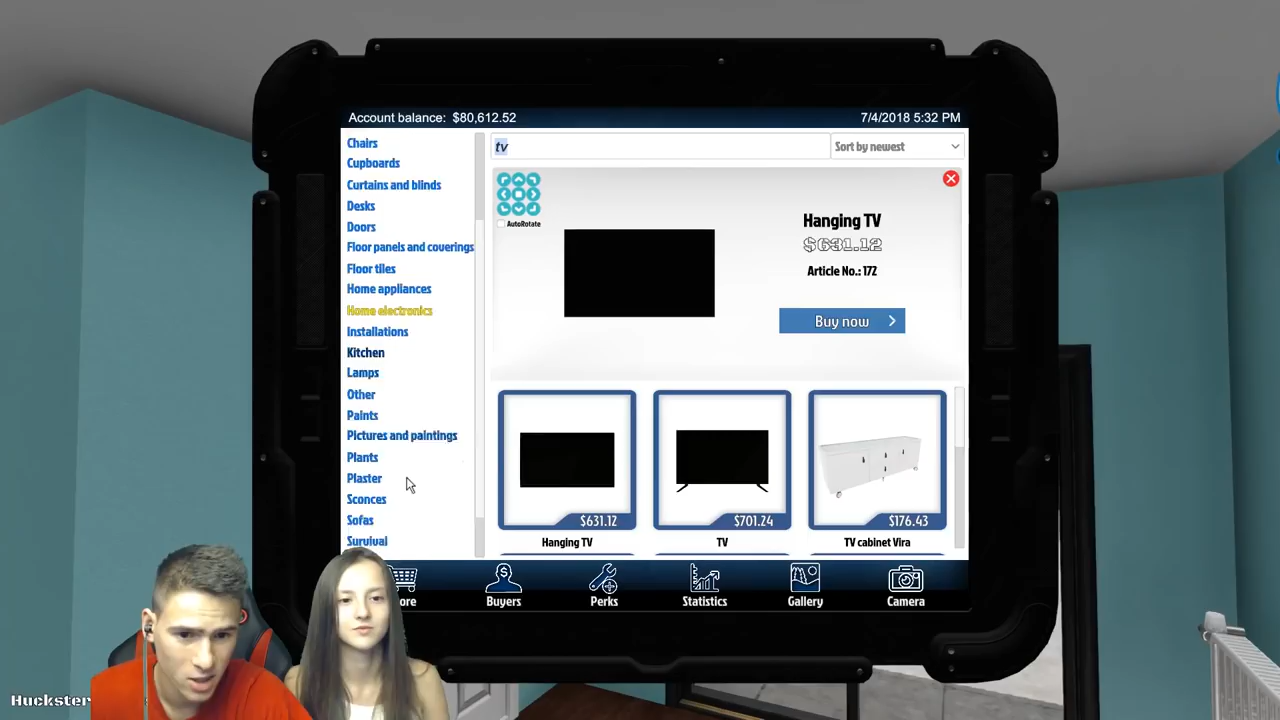 Account balance: $80,612.52
7/4/2018 5:32 PM
Chairs
Cupboards
Curtains and blinds
Desks
Doors
Floor panels and coverings
Floor tiles
Home appliances
Home electronics
Installations
Kitchen
Lamps
Other
Paints
Pictures and paintings
Plants
Plaster
Sconces
Sofas
Survival
tv
Sort by newest
AutoRotate
Hanging TV
$631.12
Article No.: 172
Buy now
$631.12
$701.24
$176.43
Hanging TV
TV
TV cabinet Vira
ore
Buyers
Perks
Statistics
Gallery
Camera
Huckster